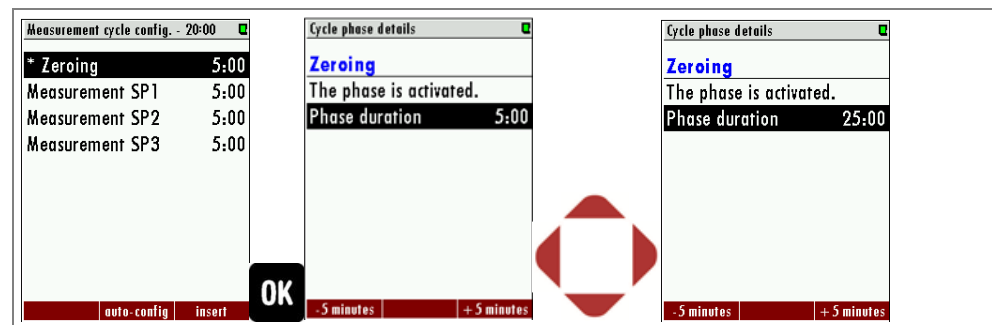 Measurement cycle config. - 20:00
* Zeroing 5:00
Measurement SP1 5:00
Measurement SP2 5:00
Measurement SP3 5:00
auto-config insert
OK
Cycle phase details
Zeroing
The phase is activated.
Phase duration 5:00
- 5 minutes + 5 minutes
Cycle phase details
Zeroing
The phase is activated.
Phase duration 25:00
- 5 minutes + 5 minutes